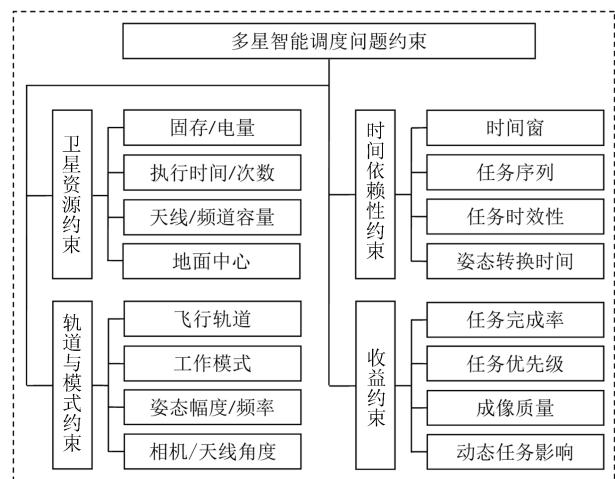 多星智能调度问题约束
卫星资源约束
固存/电量
执行时间/次数
天线/频道容量
地面中心
时间依赖性约束
时间窗
任务序列
任务时效性
姿态转换时间
轨道与模式约束
飞行轨道
工作模式
姿态幅度/频率
相机/天线角度
收益约束
任务完成率
任务优先级
成像质量
动态任务影响